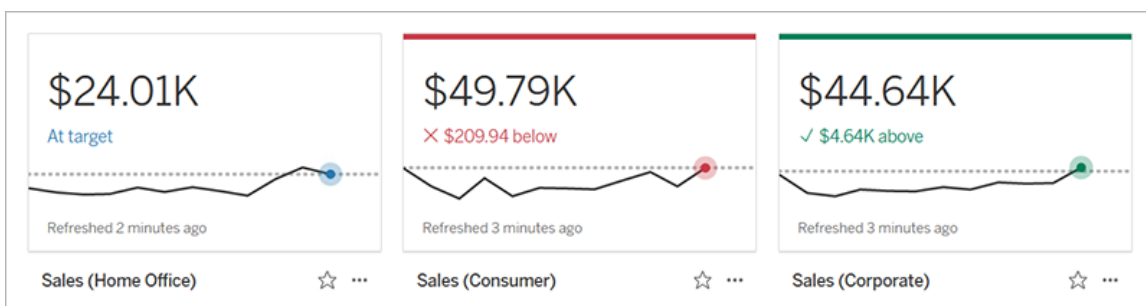 $24.01K
At target
Refreshed 2 minutes ago
Sales (Home Office)
$49.79K
$209.94 below
Refreshed 3 minutes ago
Sales (Consumer)
$44.64K
$4.64K above
Refreshed 3 minutes ago
Sales (Corporate)